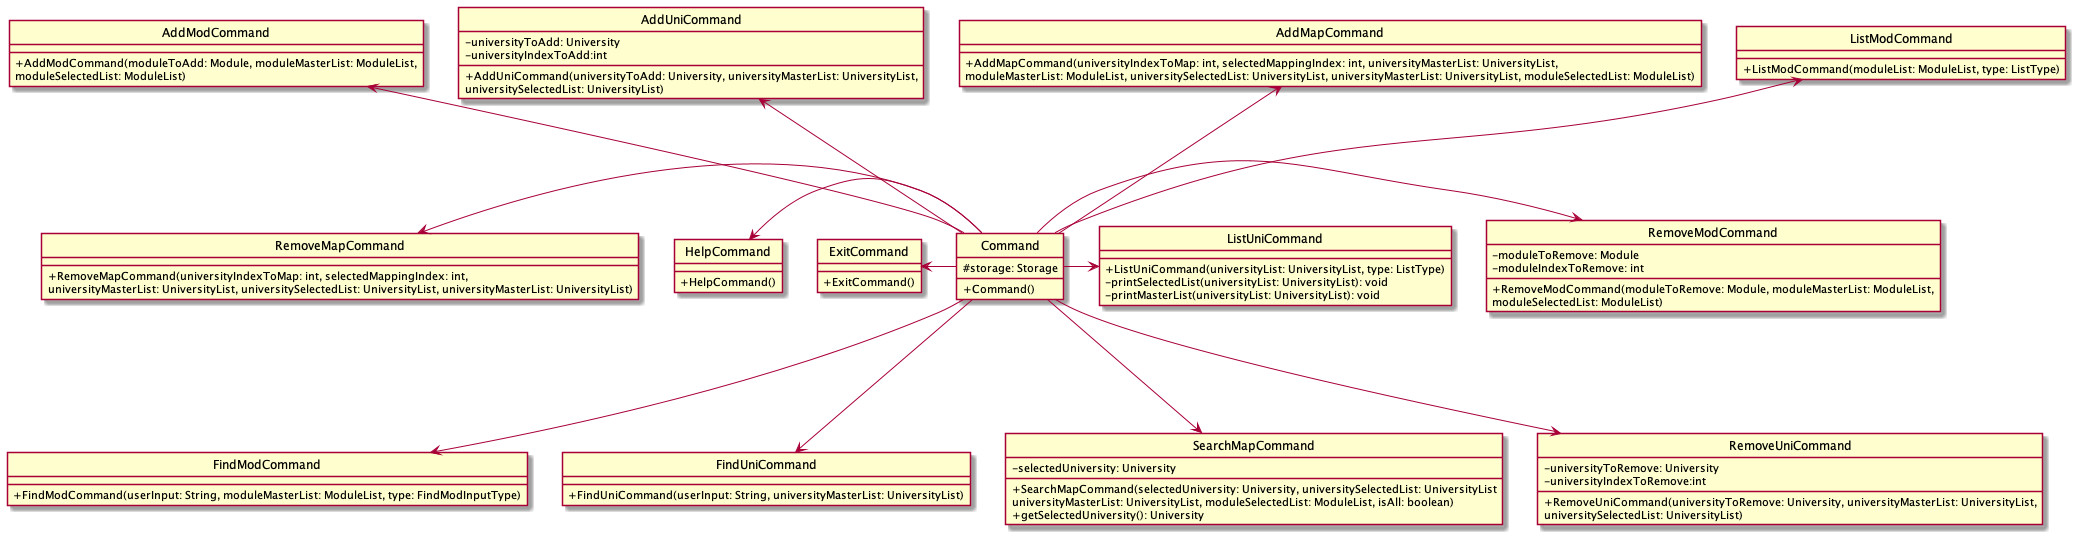 AddModCommand
+AddModCommand(moduleToAdd: Module, moduleMasterList: ModuleList,
moduleSelectedList: ModuleList)
AddUniCommand
-universityToAdd: University
-universityIndexToAdd:int
+AddUniCommand(universityToAdd: University, universityMasterList: UniversityList,
universitySelectedList: UniversityList)
AddMapCommand
+AddMapCommand(universityIndexToMap: int, selectedMappingIndex: int, universityMasterList: UniversityList,
moduleMasterList: ModuleList, universitySelectedList: UniversityList, universityMasterList: UniversityList, moduleSelectedList: ModuleList)
ListModCommand
+ListModCommand(moduleList: ModuleList, type: ListType)
RemoveMapCommand
+RemoveMapCommand(universityIndexToMap: int, selectedMappingIndex: int,
universityMasterList: UniversityList, universitySelectedList: UniversityList, universityMasterList: UniversityList)
HelpCommand
+HelpCommand()
ExitCommand
+ExitCommand()
Command
#storage: Storage
+Command()
ListUniCommand
+ListUniCommand(universityList: UniversityList, type: ListType)
-printSelectedList(universityList: UniversityList): void
-printMasterList(universityList: UniversityList): void
RemoveModCommand
-moduleToRemove: Module
-moduleIndexToRemove: int
+RemoveModCommand(moduleToRemove: Module, moduleMasterList: ModuleList,
moduleSelectedList: ModuleList)
FindModCommand
+FindModCommand(userInput: String, moduleMasterList: ModuleList, type: FindModInputType)
FindUniCommand
+FindUniCommand(userInput: String, universityMasterList: UniversityList)
SearchMapCommand
-selectedUniversity: University
+SearchMapCommand(selectedUniversity: University, universitySelectedList: UniversityList
universityMasterList: UniversityList, moduleSelectedList: ModuleList, isAll: boolean)
+getSelectedUniversity(): University
RemoveUniCommand
-universityToRemove: University
-universityIndexToRemove:int
+RemoveUniCommand(universityToRemove: University, universityMasterList: UniversityList,
universitySelectedList: UniversityList)